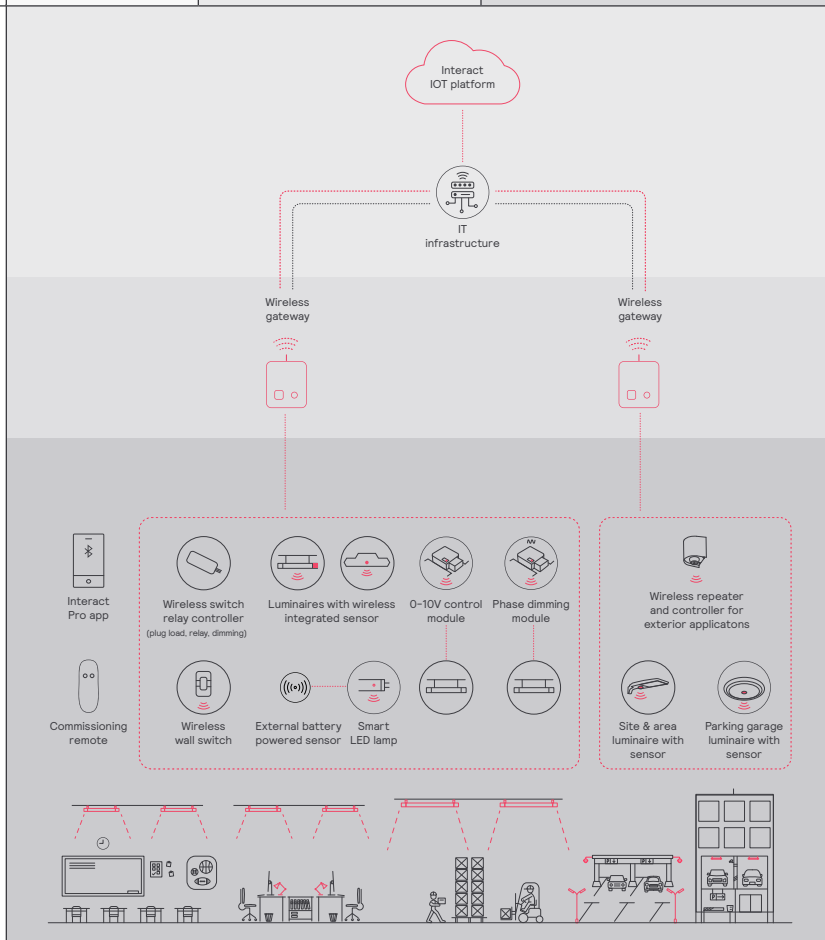 Interact
IOT platform
IT
infrastructure
Wireless
gateway
Wireless
gateway
Interact
Pro app
Wireless switch
relay controller
(plug load, relay, dimming)
Luminaires with wireless
integrated sensor
0-10V control
module
Phase dimming
module
Wireless repeater
and controller for
exterior applicatons
Commissioning
remote
Wireless
wall switch
External battery
powered sensor
Smart
LED lamp
Site & area
luminaire with
sensor
Parking garage
luminaire with
sensor